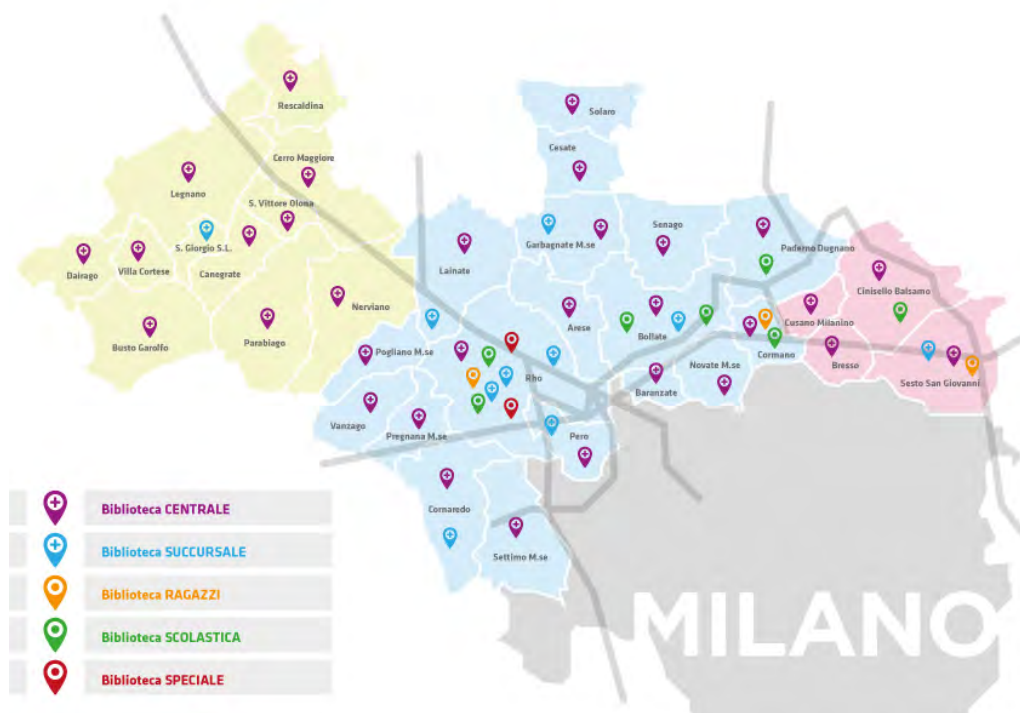 Rescaldina
Solaro
Cesate
Cerro Maggiore
Legnano
S. Vittore Olona
Senago
S. Giorgio S.L.
Garbagnate M.se
Paderno Dugnano
Dairago
Villa Cortese
Canegrate
Lainate
Cinisello Balsamo
Nerviano
Arese
Cusano Milanino
Busto Garolfo
Parabiago
Pogliano M.se
Bollate
Cormano
Bresso
Rho
Novate M.se
Baranzate
Sesto San Giovanni
Vanzago
Pregnana M.se
Pero
Cornaredo
Settimo M.se
Biblioteca CENTRALE
Biblioteca SUCCURSALE
Biblioteca RAGAZZI
Biblioteca SCOLASTICA
Biblioteca SPECIALE
MILANO